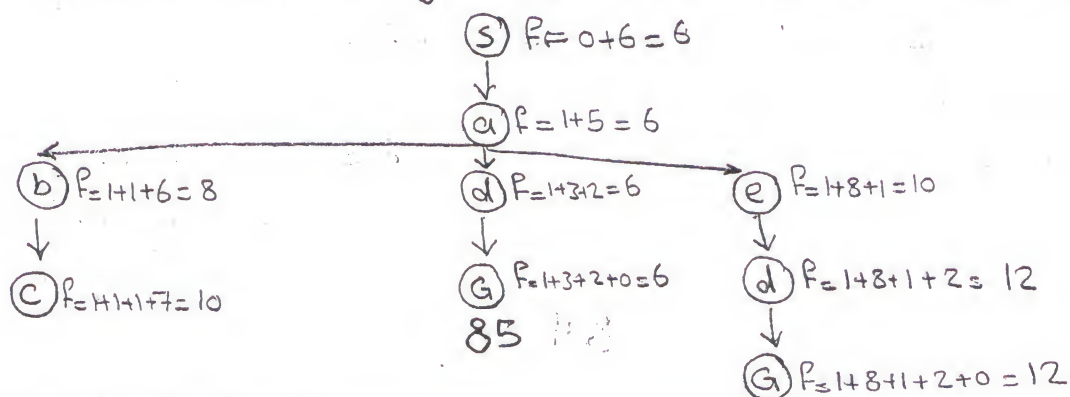 S f= 0+6=6
a f=1+5=6
b f=1+1+6=8
d f=1+3+2=6
e f=1+8+1=10
c f=1+1+1+7=10
G f=1+3+2+0=6
d f=1+8+1+2= 12
85
G f=1+8+1+2+0=12